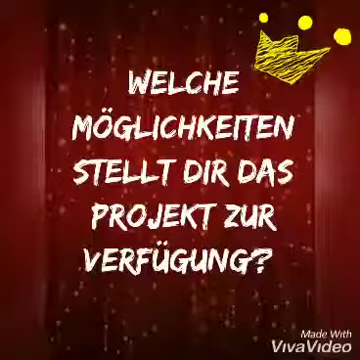 WELCHE
MÖGLICHKEITEN
STELLT DIR DAS
PROJEKT ZUR
VERFÜGUNG?
Made With
VivaVideo